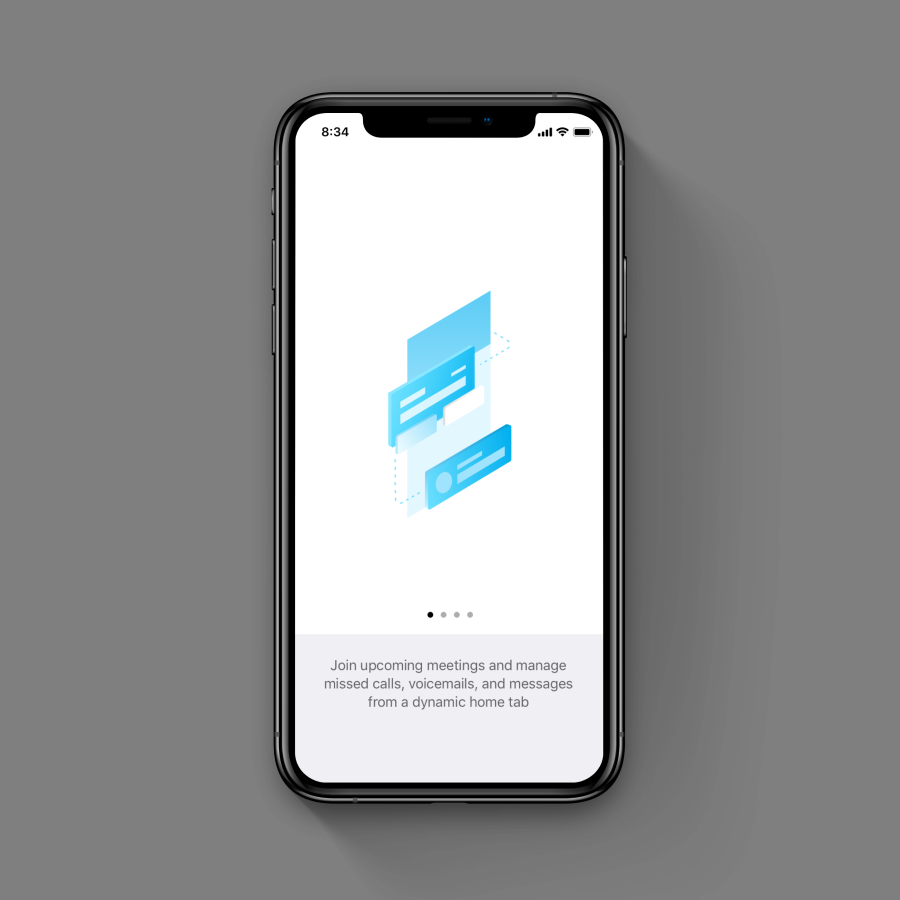 8:34
Join upcoming meetings and manage
missed calls, voicemails, and messages
from a dynamic home tab